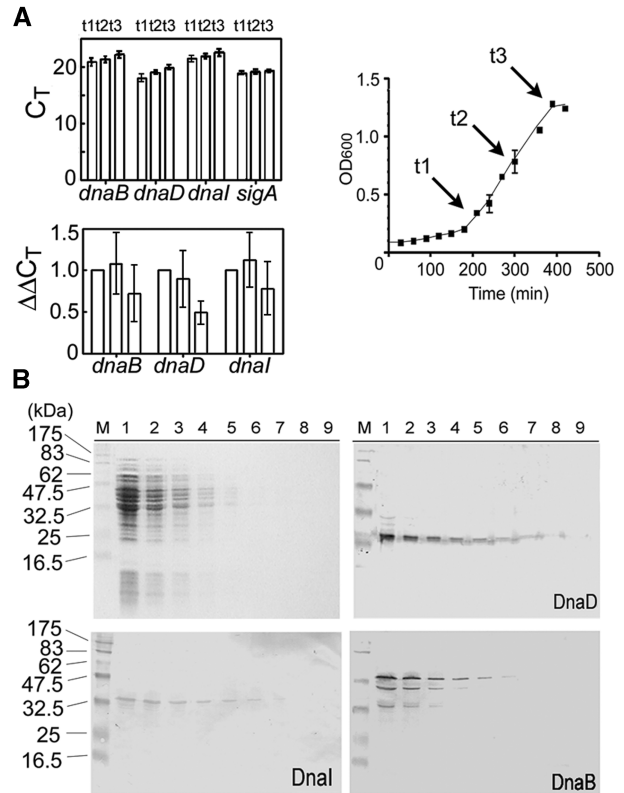 A
t1t2t3 t1t2t3 t1t2t3 t1t2t3
CT
20
10
0
dnaB dnaD dnaI sigA
ΔΔCT
1.5
1.0
0.5
0
dnaB dnaD dnaI
OD600
1.5
1.0
0.5
0 100 200 300 400 500
Time (min)
t1
t2
t3
B
(kDa)
M 1 2 3 4 5 6 7 8 9
175
83
62
47.5
32.5
25
16.5
M 1 2 3 4 5 6 7 8 9
DnaD
175
83
62
47.5
32.5
25
16.5
DnaI
DnaB